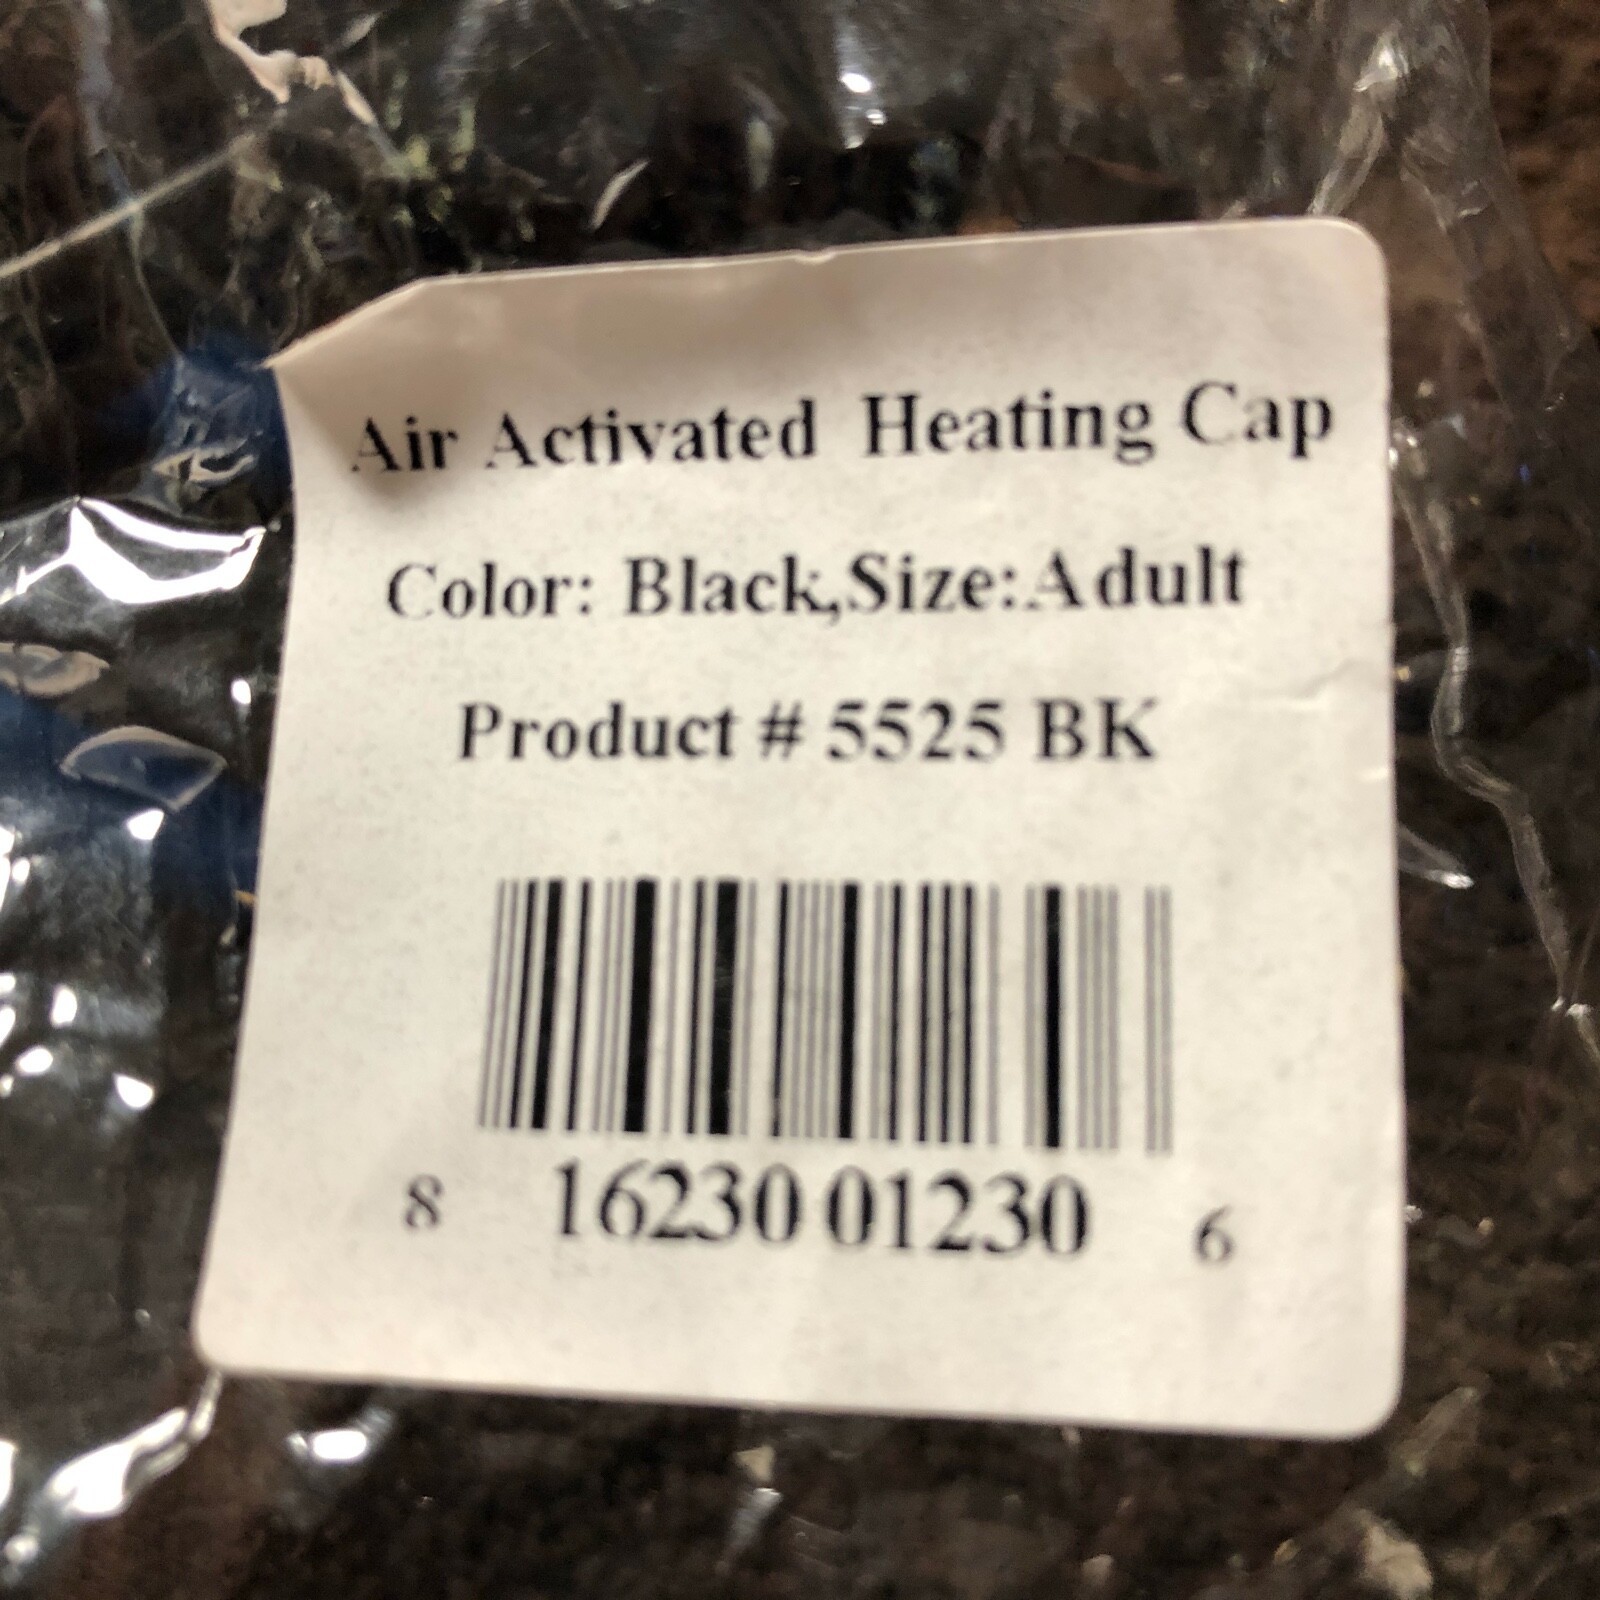 Air Activated Heating Cap
Color: Black,Size:Adult
Product # 5525 BK
8 16230 01230 6